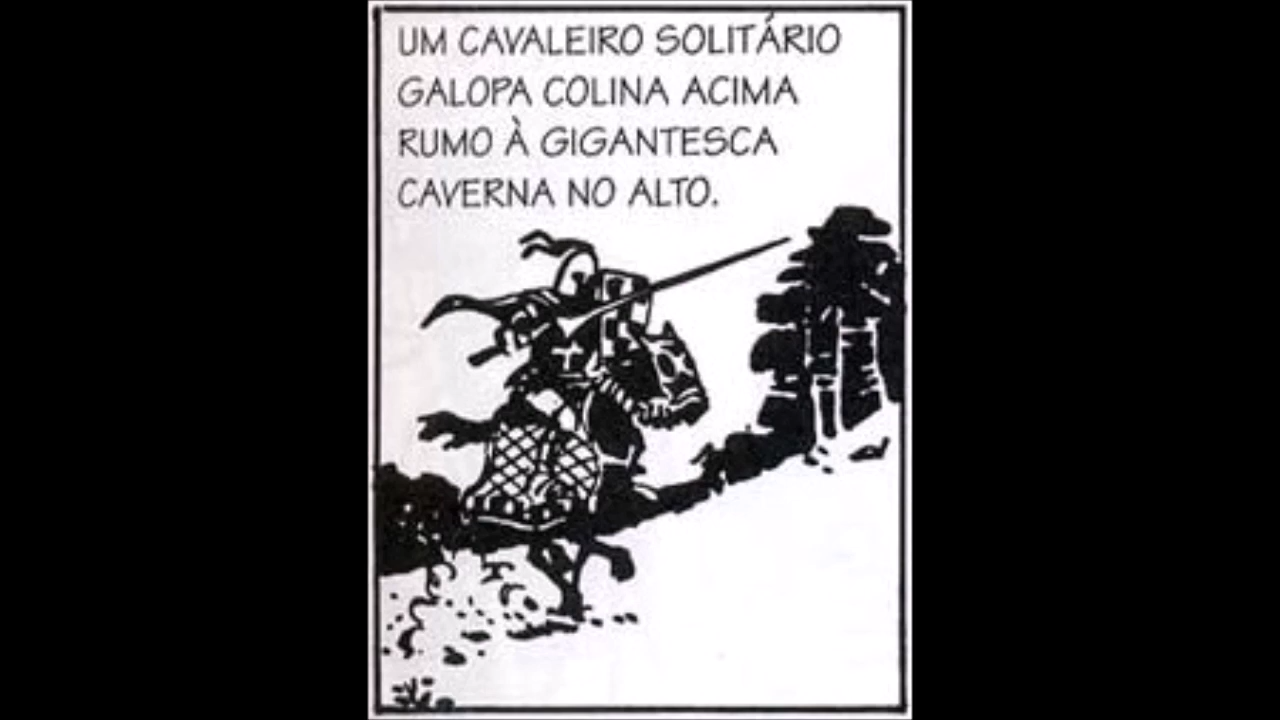 UM CAVALEIRO SOLITÁRIO
GALOPA COLINA ACIMA
RUMO À GIGANTESCA
CAVERNA NO ALTO.